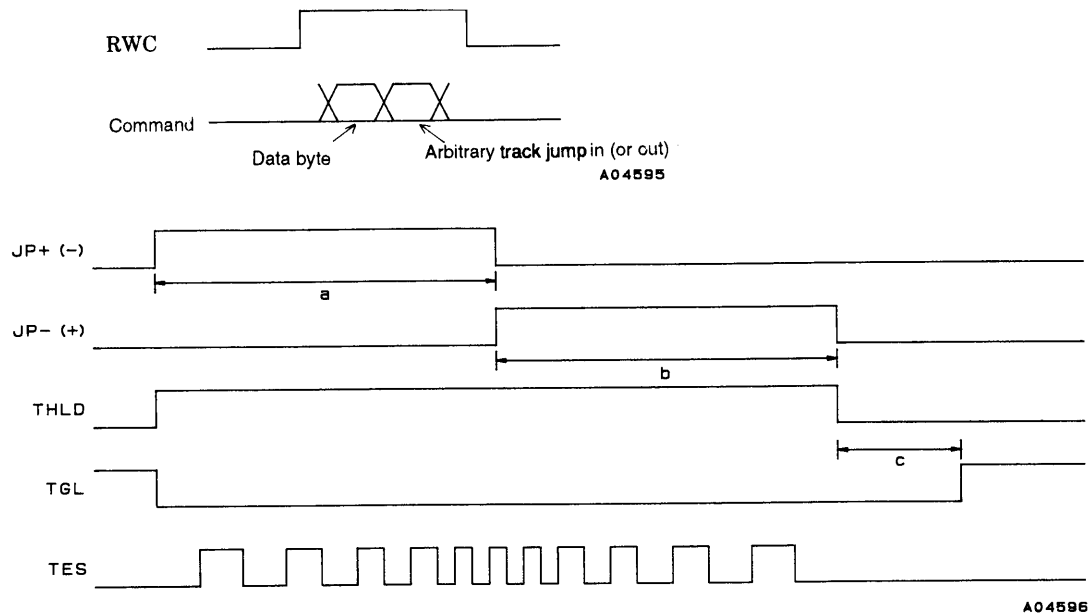 RWC
Command
Data byte
Arbitrary track jump in (or out)
A04595
JP+ (-)
a
JP- (+)
b
THLD
c
TGL
TES
A04596